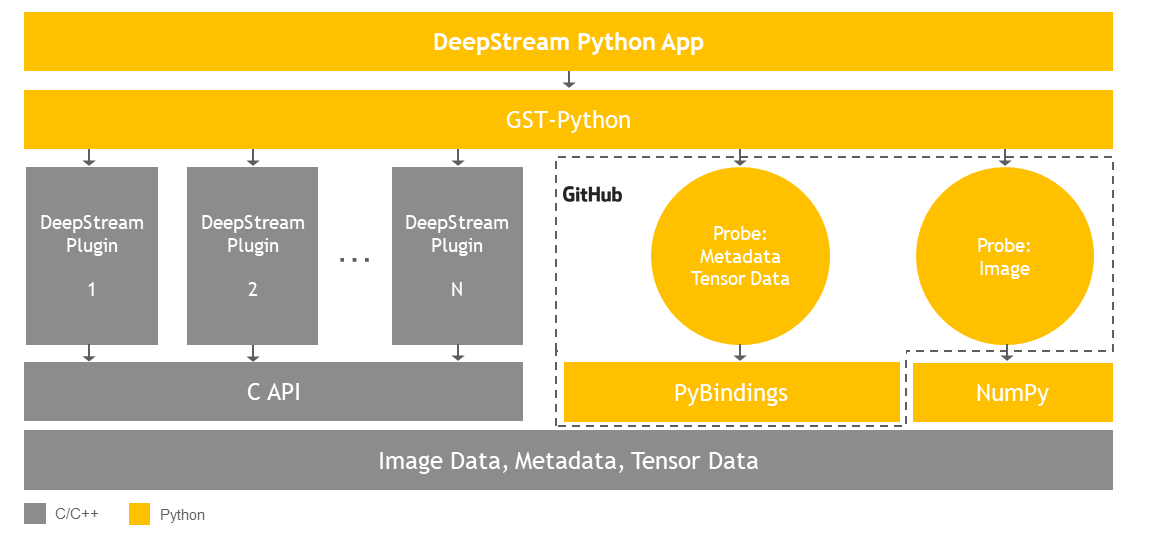 DeepStream Python App
GST-Python
DeepStream
Plugin
1
DeepStream
Plugin
2
...
DeepStream
Plugin
N
GitHub
Probe:
Metadata
Tensor Data
Probe:
Image
C API
PyBindings
NumPy
Image Data, Metadata, Tensor Data
C/C++
Python